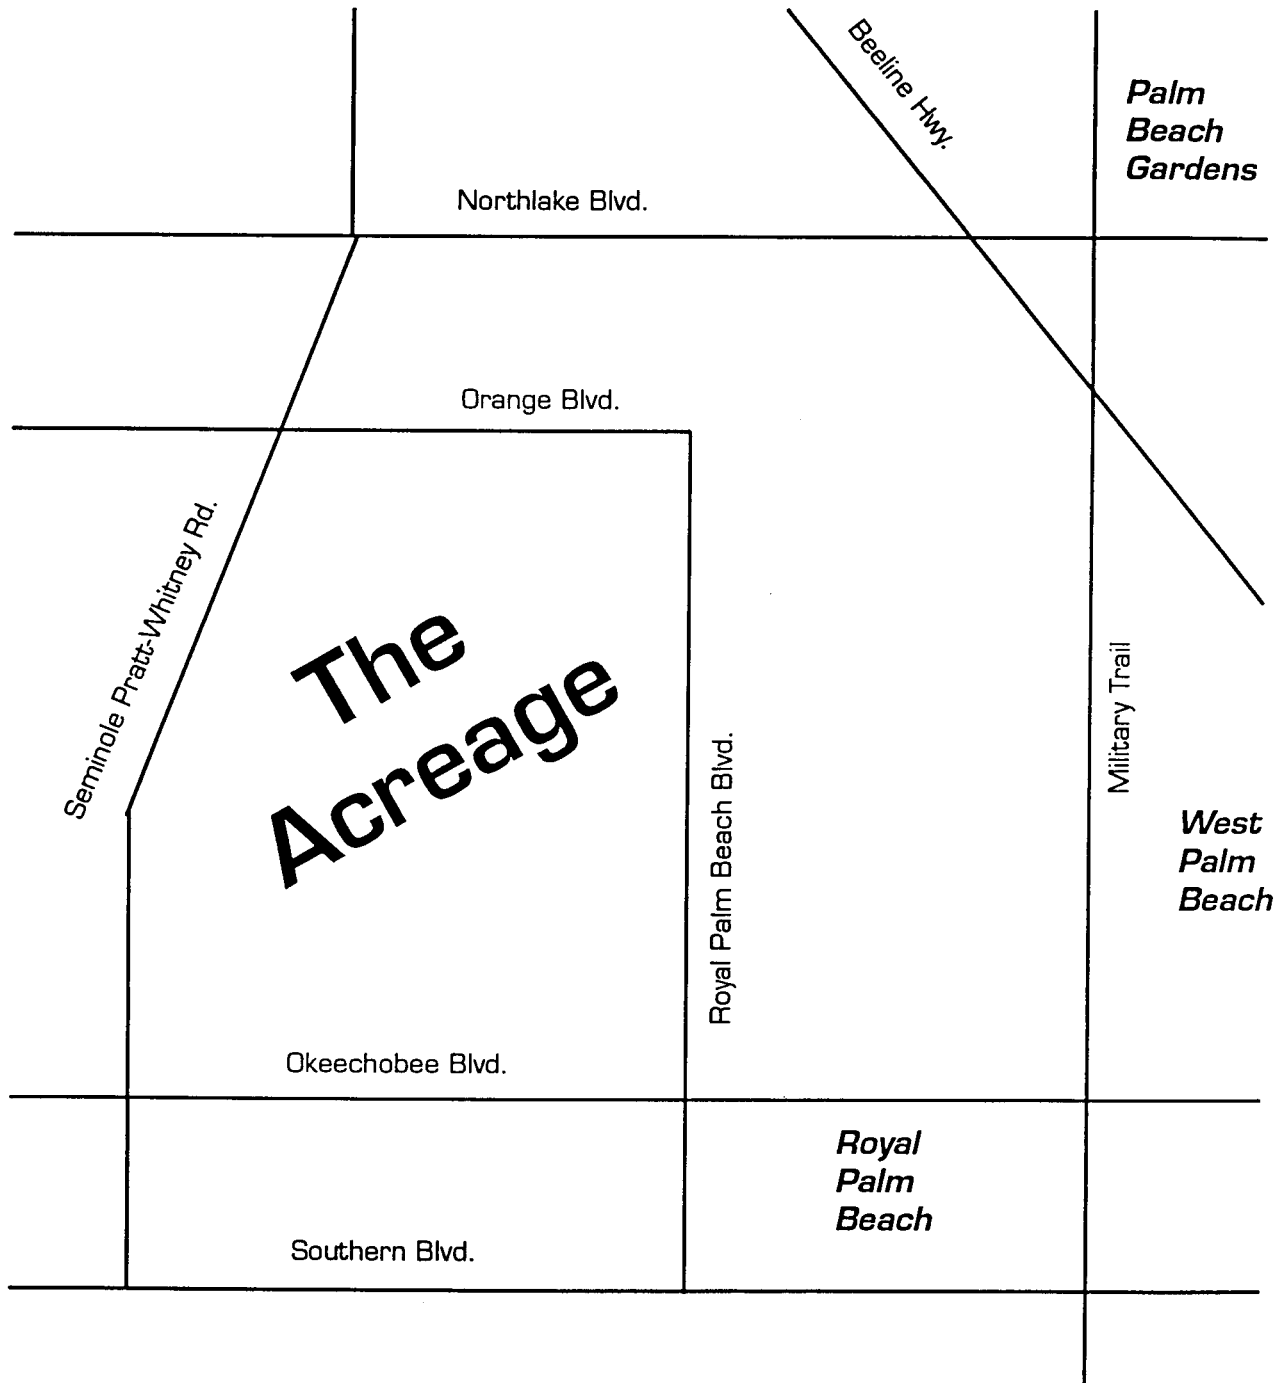 Beeline Hwy.
Palm
Beach
Gardens
Northlake Blvd.
Orange Blvd.
Seminole Pratt-Whitney Rd.
The
Acreage
Royal Palm Beach Blvd.
Military Trail
West
Palm
Beach
Okeechobee Blvd.
Royal
Palm
Beach
Southern Blvd.